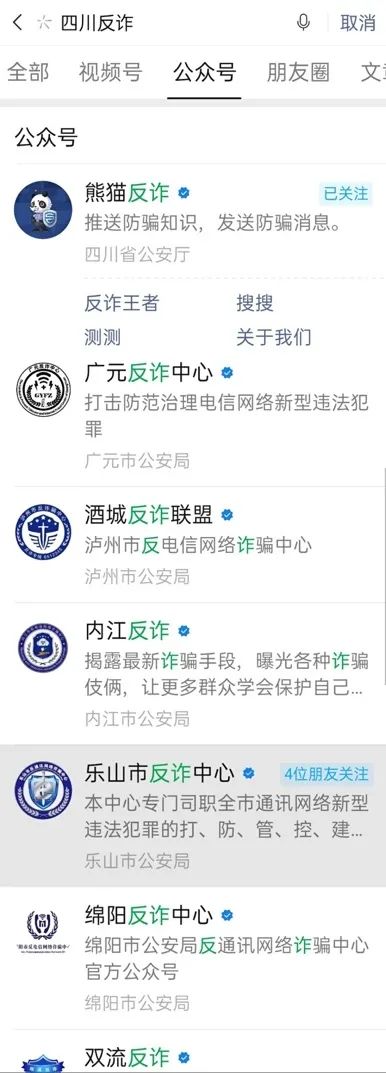 四川反诈
取消
全部 视频号 公众号 朋友圈 文章
公众号
熊猫反诈 已关注
推送防骗知识，发送防骗消息。
四川省公安厅
反诈王者 搜搜
测测 关于我们
广元反诈中心
GYFZ
打击防范治理电信网络新型违法犯
罪
广元市公安局
酒城反诈联盟
泸州市反电信网络诈骗中心
泸州市公安局
内江反诈
揭露最新诈骗手段，曝光各种诈骗
伎俩，让更多群众学会保护自己...
内江市公安局
乐山市反诈中心 4位朋友关注
本中心专门司职全市通讯网络新型
违法犯罪的打、防、管、控、建...
乐山市公安局
绵阳反诈中心
绵阳市公安局反通讯网络诈骗中心
官方公众号
绵阳市公安局
双流反诈